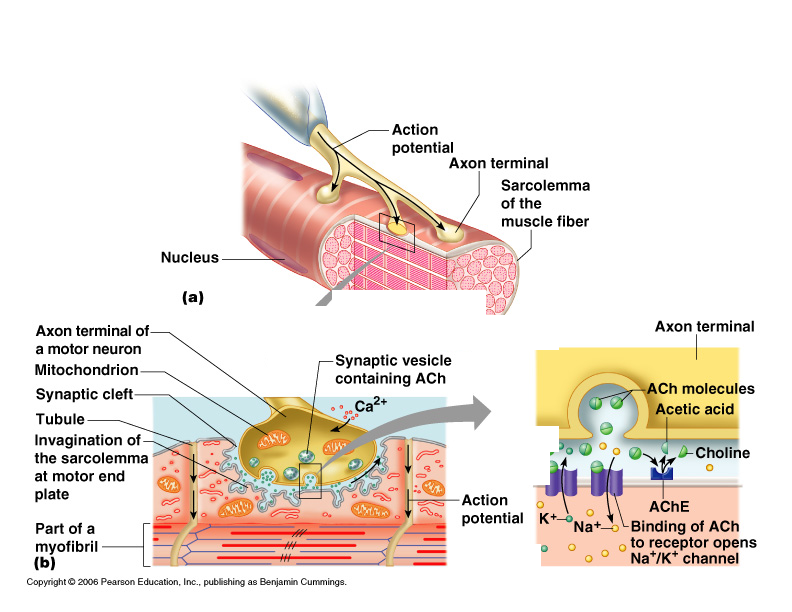 Action
potential
Axon terminal
Sarcolemma
of the
muscle fiber
Nucleus
(a)
Axon terminal of
a motor neuron
Mitochondrion
Synaptic cleft
Tubule
Invagination of
the sarcolemma
at motor end
plate
Part of a
myofibril
(b)
Synaptic vesicle
containing ACh
Ca2+
Action
potential
Axon terminal
ACh molecules
Acetic acid
Choline
AChE
K+
Na+
Binding of ACh
to receptor opens
Na+/K+ channel
Copyright © 2006 Pearson Education, Inc., publishing as Benjamin Cummings.